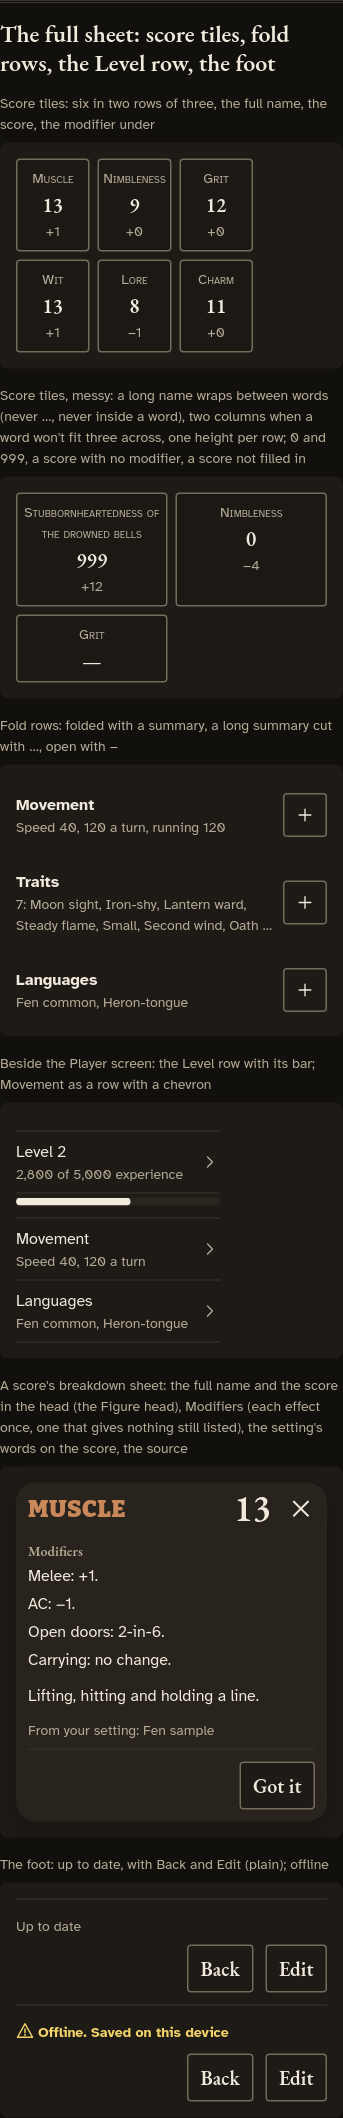 The full sheet: score tiles, fold
rows, the Level row, the foot
Score tiles: six in two rows of three, the full name, the
score, the modifier under
Muscle Nimbleness Grit
13 9 12
+1 +0 +0
Wit Lore Charm
13 8 11
+1 −1 +0
Score tiles, messy: a long name wraps between words
(never ..., never inside a word), two columns when a
word won't fit three across, one height per row; 0 and
999, a score with no modifier, a score not filled in
Stubbornheartedness of
the drowned bells
999
+12
Nimbleness
0
−4
Grit
—
Fold rows: folded with a summary, a long summary cut
with ..., open with −
Movement
Speed 40, 120 a turn, running 120
+
Traits
7: Moon sight, Iron-shy, Lantern ward,
Steady flame, Small, Second wind, Oath ...
+
Languages
Fen common, Heron-tongue
+
Beside the Player screen: the Level row with its bar;
Movement as a row with a chevron
Level 2
2,800 of 5,000 experience
Movement
Speed 40, 120 a turn
Languages
Fen common, Heron-tongue
A score's breakdown sheet: the full name and the score
in the head (the Figure head), Modifiers (each effect
once, one that gives nothing still listed), the setting's
words on the score, the source
MUSCLE 13
Modifiers
Melee: +1.
AC: −1.
Open doors: 2-in-6.
Carrying: no change.
Lifting, hitting and holding a line.
From your setting: Fen sample
Got it
The foot: up to date, with Back and Edit (plain); offline
Up to date
Back Edit
Offline. Saved on this device
Back Edit